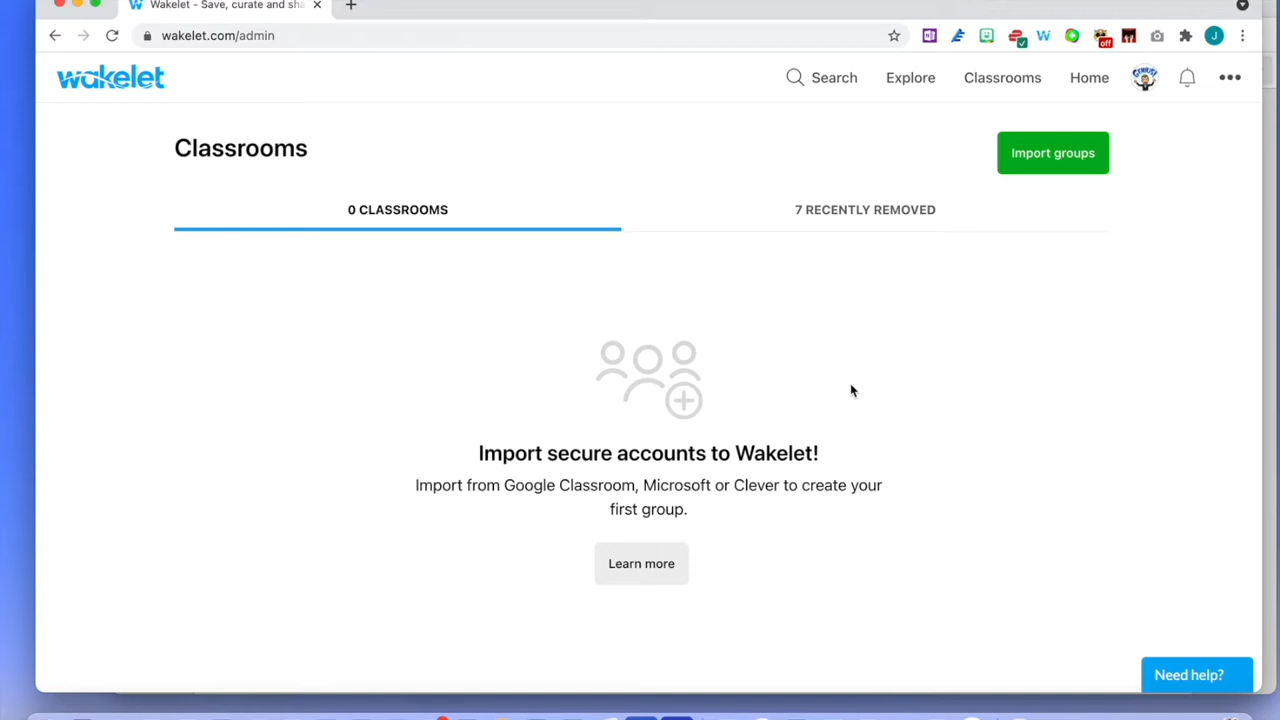 Wakelet - Save, curate and sha
wakelet.com/admin
off
J
wakelet
Search
Explore
Classrooms
Home
Classrooms
Import groups
0 CLASSROOMS
7 RECENTLY REMOVED
Import secure accounts to Wakelet!
Import from Google Classroom, Microsoft or Clever to create your
first group.
Learn more
Need help?